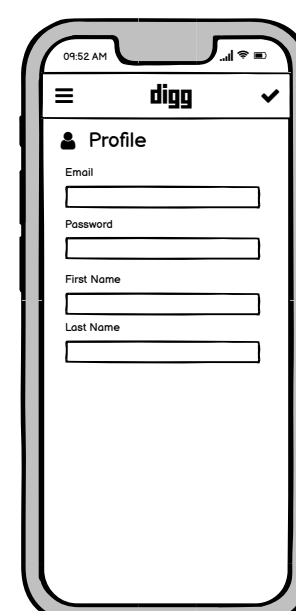 09:52 AM
digg
Profile
Email
Password
First Name
Last Name